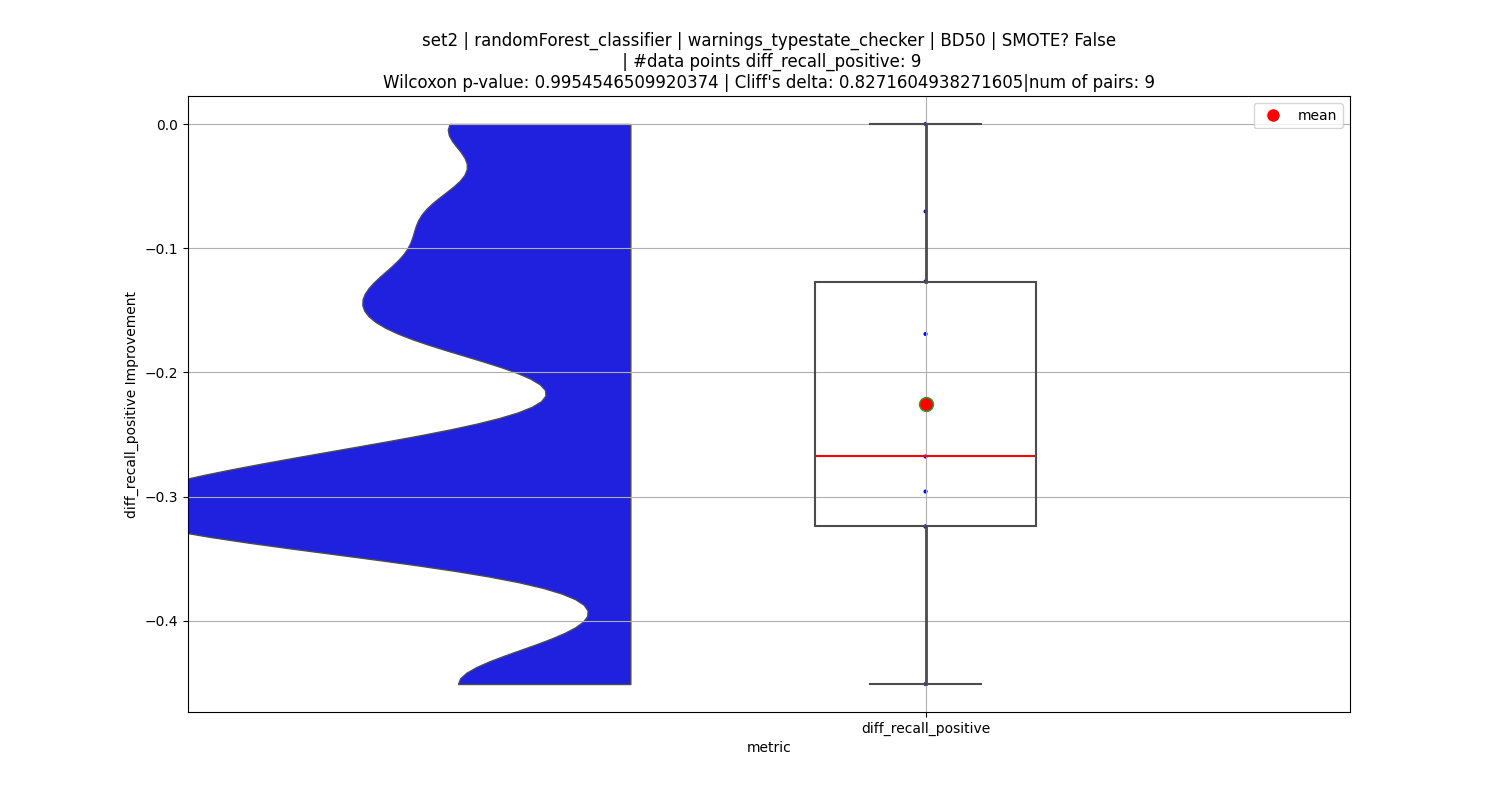 set2 | randomForest_classifier | warnings_typestate_checker | BD50 | SMOTE? False
| #data points diff_recall_positive: 9
Wilcoxon p-value: 0.9954546509920374 | Cliff's delta: 0.8271604938271605|num of pairs: 9
mean
0.0
−0.1
−0.2
−0.3
−0.4
diff_recall_positive Improvement
diff_recall_positive
metric